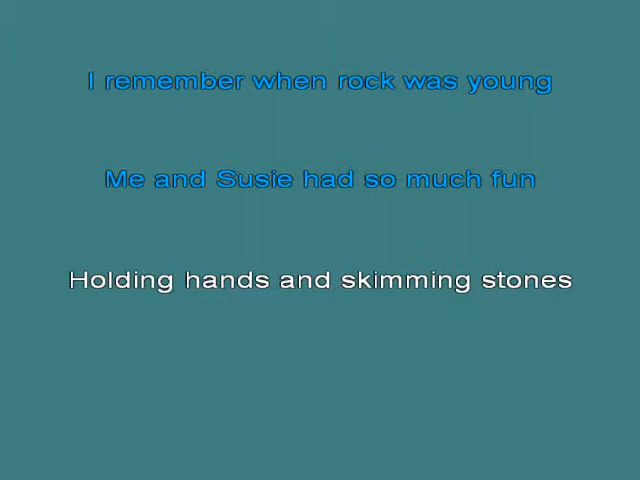 I remember when rock was young
Me and Susie had so much fun
Holding hands and skimming stones